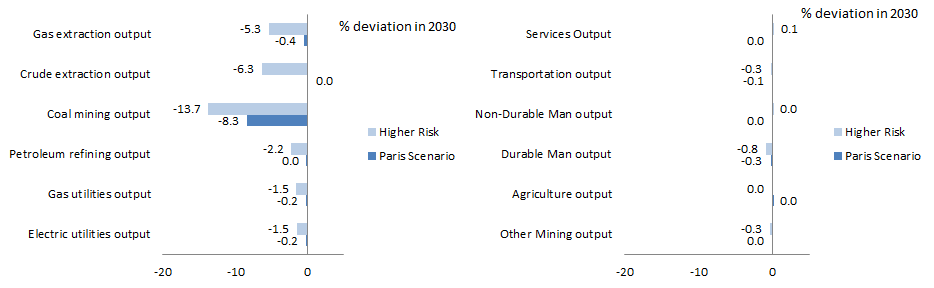 % deviation in 2030
Gas extraction output
-5.3
-0.4
Crude extraction output
-6.3
0.0
Coal mining output
-13.7
-8.3
Petroleum refining output
-2.2
0.0
Gas utilities output
-1.5
-0.2
Electric utilities output
-1.5
-0.2
-20
-10
0
Higher Risk
Paris Scenario
% deviation in 2030
Services Output
0.1
0.0
Transportation output
-0.3
-0.1
Non-Durable Man output
0.0
0.0
Durable Man output
-0.8
-0.3
Agriculture output
0.0
0.0
Other Mining output
-0.3
0.0
-20
-10
0
Higher Risk
Paris Scenario